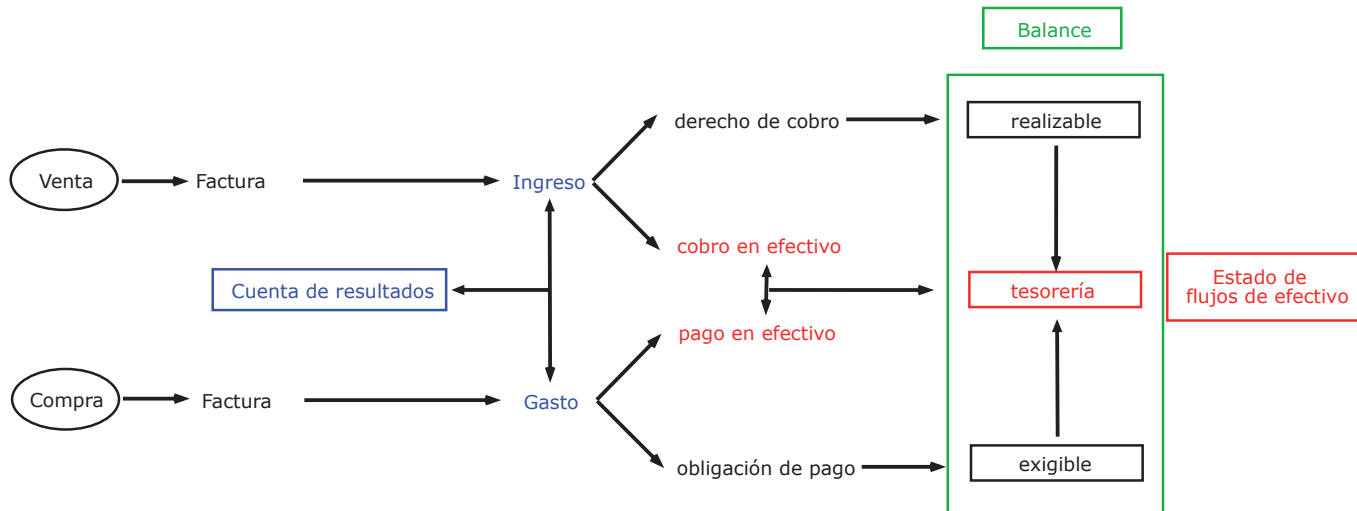 Balance
derecho de cobro
realizable
Venta
Factura
Ingreso
cobro en efectivo
Cuenta de resultados
tesorería
Estado de
flujos de efectivo
pago en efectivo
Compra
Factura
Gasto
obligación de pago
exigible